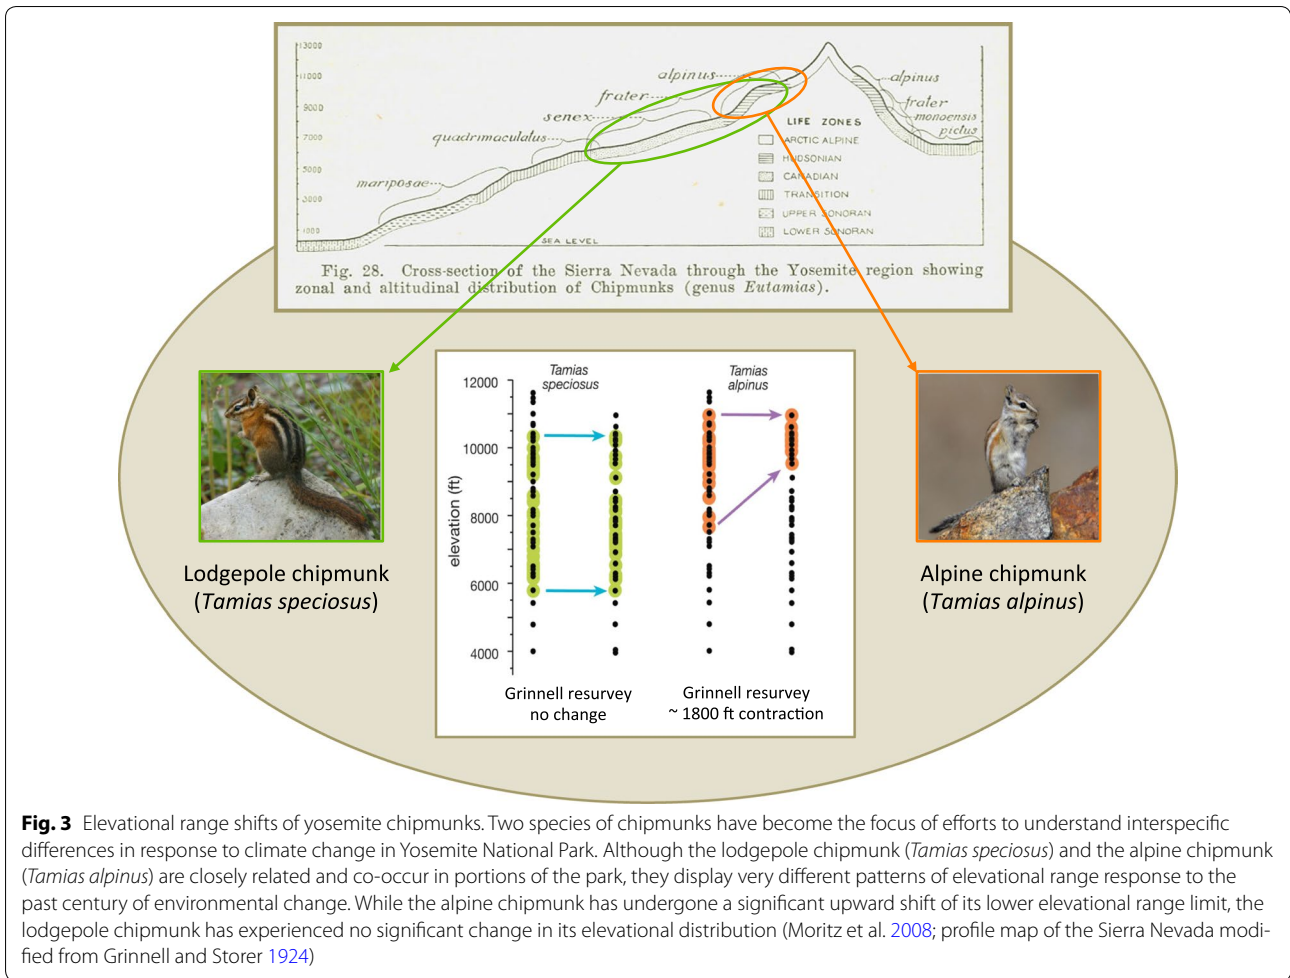 13000
11000
9000
7000
5000
3000
1000
alpinus
frater
senex
quadrimaculatus
mariposae
alpinus
frater
monoensis
pictus
LIFE ZONES
ARCTIC ALPINE
HUDSONIAN
CANADIAN
TRANSITION
UPPER SONORAN
LOWER SONORAN
SEA LEVEL
Fig. 28. Cross-section of the Sierra Nevada through the Yosemite region showing
zonal and altitudinal distribution of Chipmunks (genus Eutamias).
Lodgepole chipmunk
(Tamias speciosus)
Tamias
speciosus
Tamias
alpinus
12000
10000
8000
6000
4000
elevation (ft)
Grinnell resurvey
no change
Grinnell resurvey
~ 1800 ft contraction
Alpine chipmunk
(Tamias alpinus)
Fig. 3 Elevational range shifts of yosemite chipmunks. Two species of chipmunks have become the focus of efforts to understand interspecific
differences in response to climate change in Yosemite National Park. Although the lodgepole chipmunk (Tamias speciosus) and the alpine chipmunk
(Tamias alpinus) are closely related and co-occur in portions of the park, they display very different patterns of elevational range response to the
past century of environmental change. While the alpine chipmunk has undergone a significant upward shift of its lower elevational range limit, the
lodgepole chipmunk has experienced no significant change in its elevational distribution (Moritz et al. 2008; profile map of the Sierra Nevada modi-
fied from Grinnell and Storer 1924)